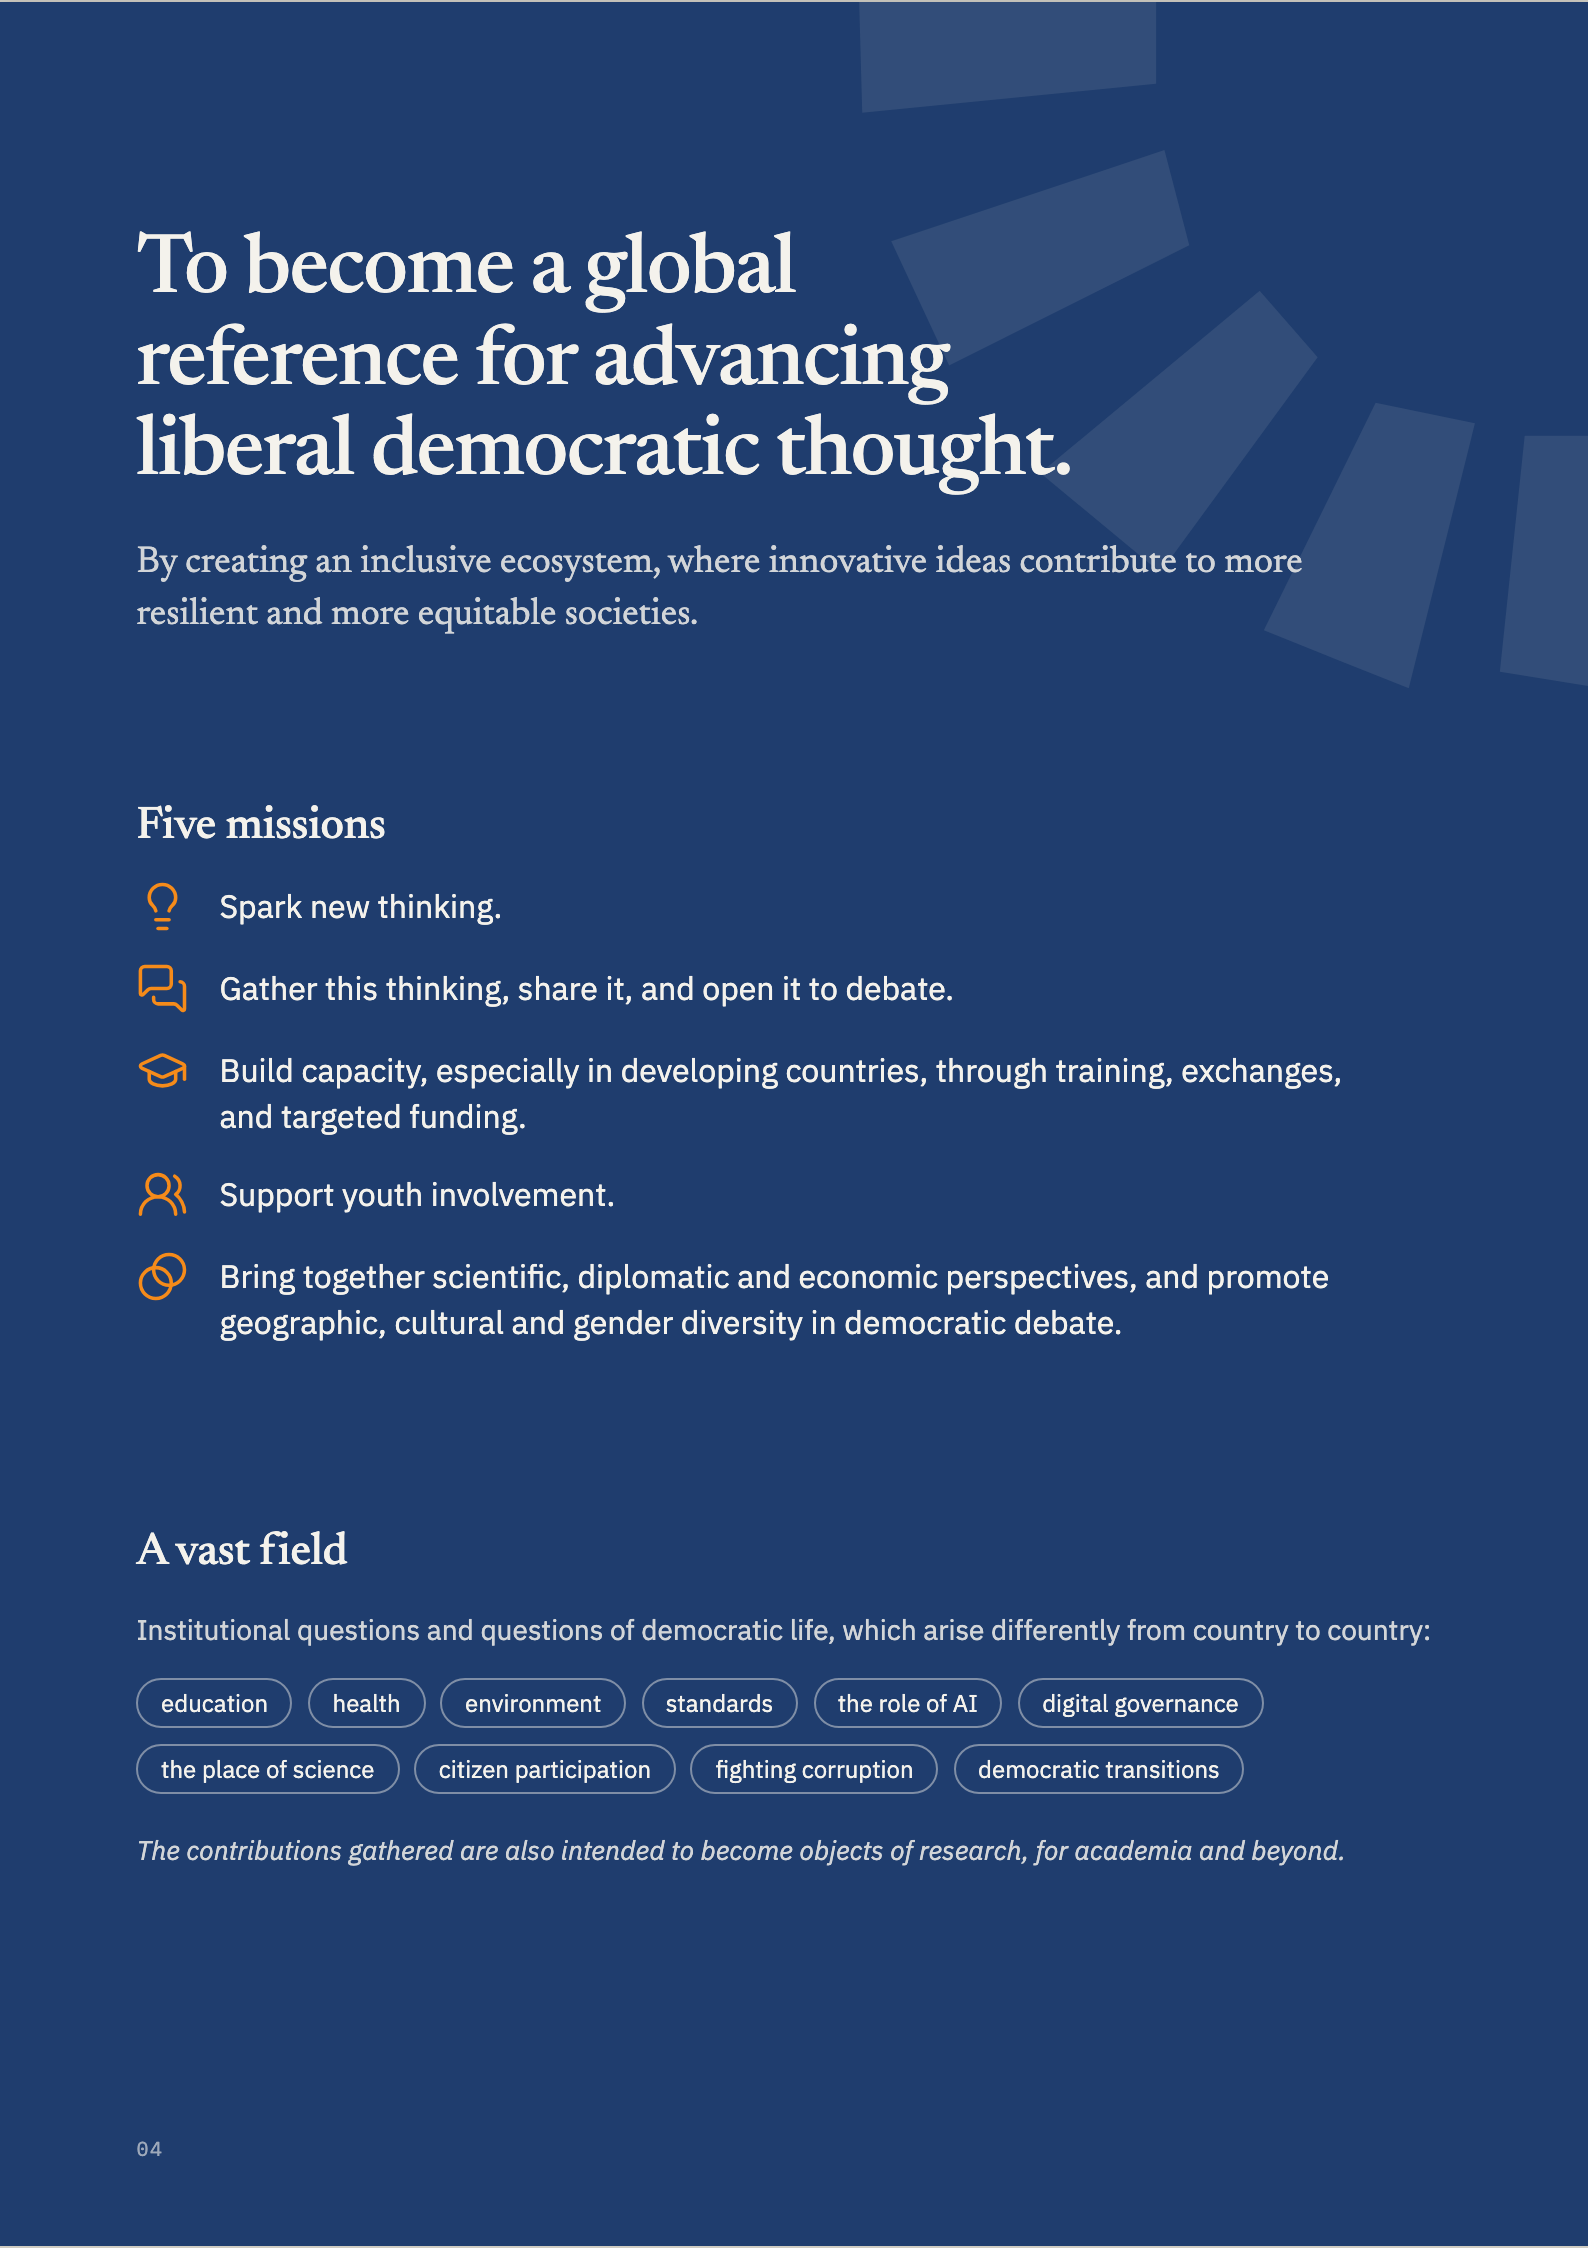 To become a global
reference for advancing
liberal democratic thought.
By creating an inclusive ecosystem, where innovative ideas contribute to more
resilient and more equitable societies.
Five missions
Spark new thinking.
Gather this thinking, share it, and open it to debate.
Build capacity, especially in developing countries, through training, exchanges,
and targeted funding.
Support youth involvement.
Bring together scientific, diplomatic and economic perspectives, and promote
geographic, cultural and gender diversity in democratic debate.
A vast field
Institutional questions and questions of democratic life, which arise differently from country to country:
education health environment standards the role of AI digital governance
the place of science citizen participation fighting corruption democratic transitions
The contributions gathered are also intended to become objects of research, for academia and beyond.
04